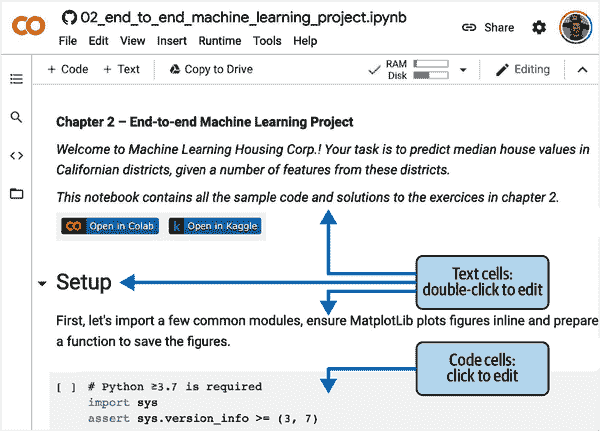 CO 02_end_to_end_machine_learning_project.ipynb
File Edit View Insert Runtime Tools Help
Share
+ Code + Text Copy to Drive
RAM
Disk
Editing
Chapter 2 – End-to-end Machine Learning Project
Welcome to Machine Learning Housing Corp.! Your task is to predict median house values in
Californian districts, given a number of features from these districts.
This notebook contains all the sample code and solutions to the exercices in chapter 2.
CO Open in Colab k Open in Kaggle
Setup
Text cells:
double-click to edit
First, let's import a few common modules, ensure MatplotLib plots figures inline and prepare
a function to save the figures.
Code cells:
click to edit
[ ] # Python ≥3.7 is required
import sys
assert sys.version_info >= (3, 7)